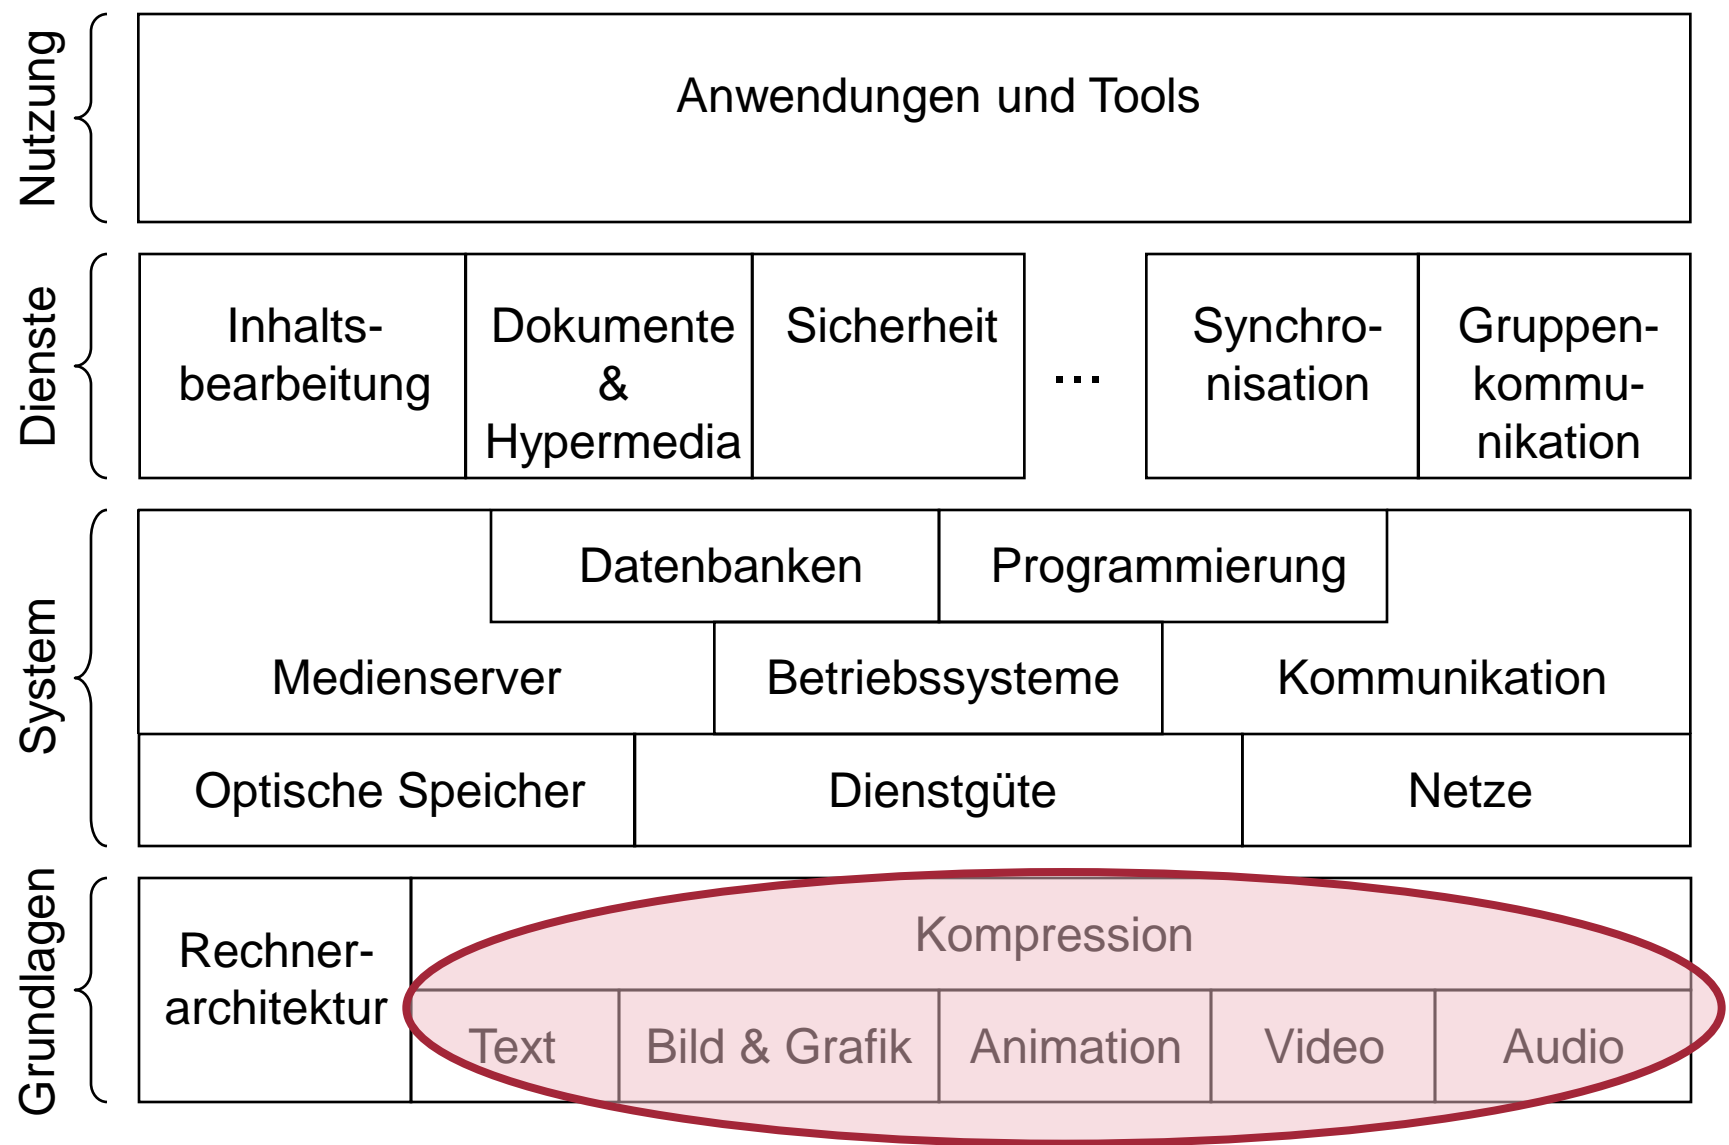 Nutzung
Anwendungen und Tools
Dienste
Inhalts-
bearbeitung
Dokumente
&
Hypermedia
Sicherheit
...
Synchro-
nisation
Gruppen-
kommu-
nikation
System
Datenbanken
Programmierung
Medienserver
Betriebssysteme
Kommunikation
Optische Speicher
Dienstgüte
Netze
Grundlagen
Rechner-
architektur
Kompression
Text
Bild & Grafik
Animation
Video
Audio